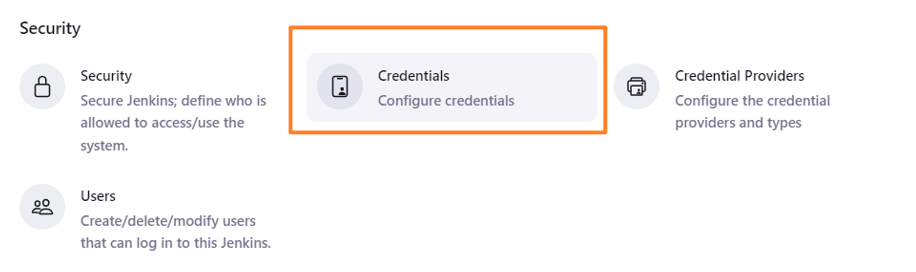 Security
Security
Secure Jenkins; define who is
allowed to access/use the
system.
Credentials
Configure credentials
Credential Providers
Configure the credential
providers and types
Users
Create/delete/modify users
that can log in to this Jenkins.